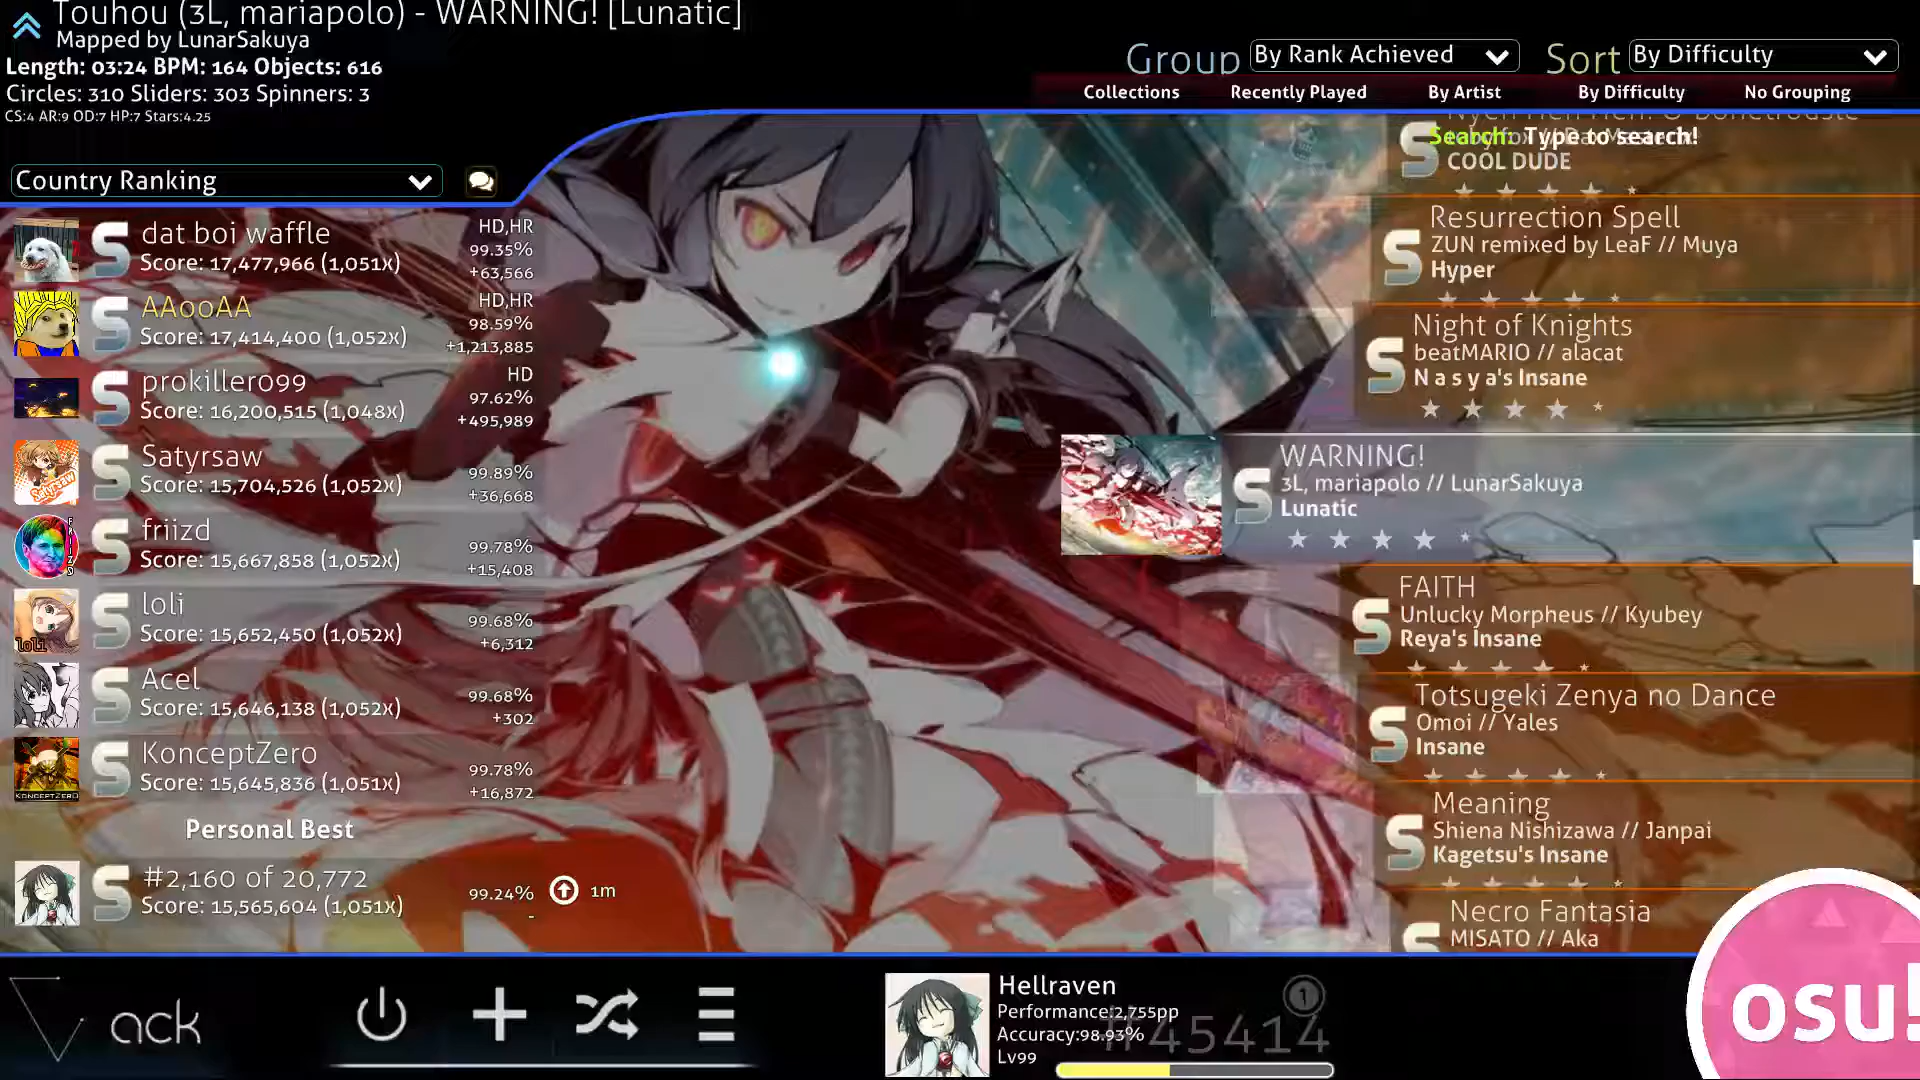 Touhou (3L, mariapolo) - WARNING! [Lunatic]
Mapped by LunarSakuya
Length: 03:24 BPM: 164 Objects: 616
Circles: 310 Sliders: 303 Spinners: 3
CS:4 AR:9 OD:7 HP:7 Stars:4.25
Group By Rank Achieved
Sort By Difficulty
Collections Recently Played By Artist By Difficulty No Grouping
Search: Type to search!
Country Ranking
dat boi waffle
Score: 17,477,966 (1,051x)
HD,HR
99.35%
+63,566
AAooAA
Score: 17,414,400 (1,052x)
HD,HR
98.59%
+1,213,885
prokiller099
Score: 16,200,515 (1,048x)
HD
97.62%
+495,989
Satyrsaw
Score: 15,704,526 (1,052x)
99.89%
+36,668
friizd
Score: 15,667,858 (1,052x)
99.78%
+15,408
loli
Score: 15,652,450 (1,052x)
99.68%
+6,312
Acel
Score: 15,646,138 (1,052x)
99.68%
+302
KonceptZero
Score: 15,645,836 (1,051x)
99.78%
+16,872
Personal Best
#2,160 of 20,772
Score: 15,565,604 (1,051x)
99.24%
-
1m
COOL DUDE
Resurrection Spell
ZUN remixed by LeaF // Muya
Hyper
Night of Knights
beatMARIO // alacat
N a s y a's Insane
WARNING!
3L, mariapolo // LunarSakuya
Lunatic
FAITH
Unlucky Morpheus // Kyubey
Reya's Insane
Totsugeki Zenya no Dance
Omoi // Yales
Insane
Meaning
Shiena Nishizawa // Janpai
Kagetsu's Insane
Necro Fantasia
MISATO // Aka
ack
Hellraven
Performance:2,755pp
Accuracy:98.93%
Lv99
#45414
1
osu!